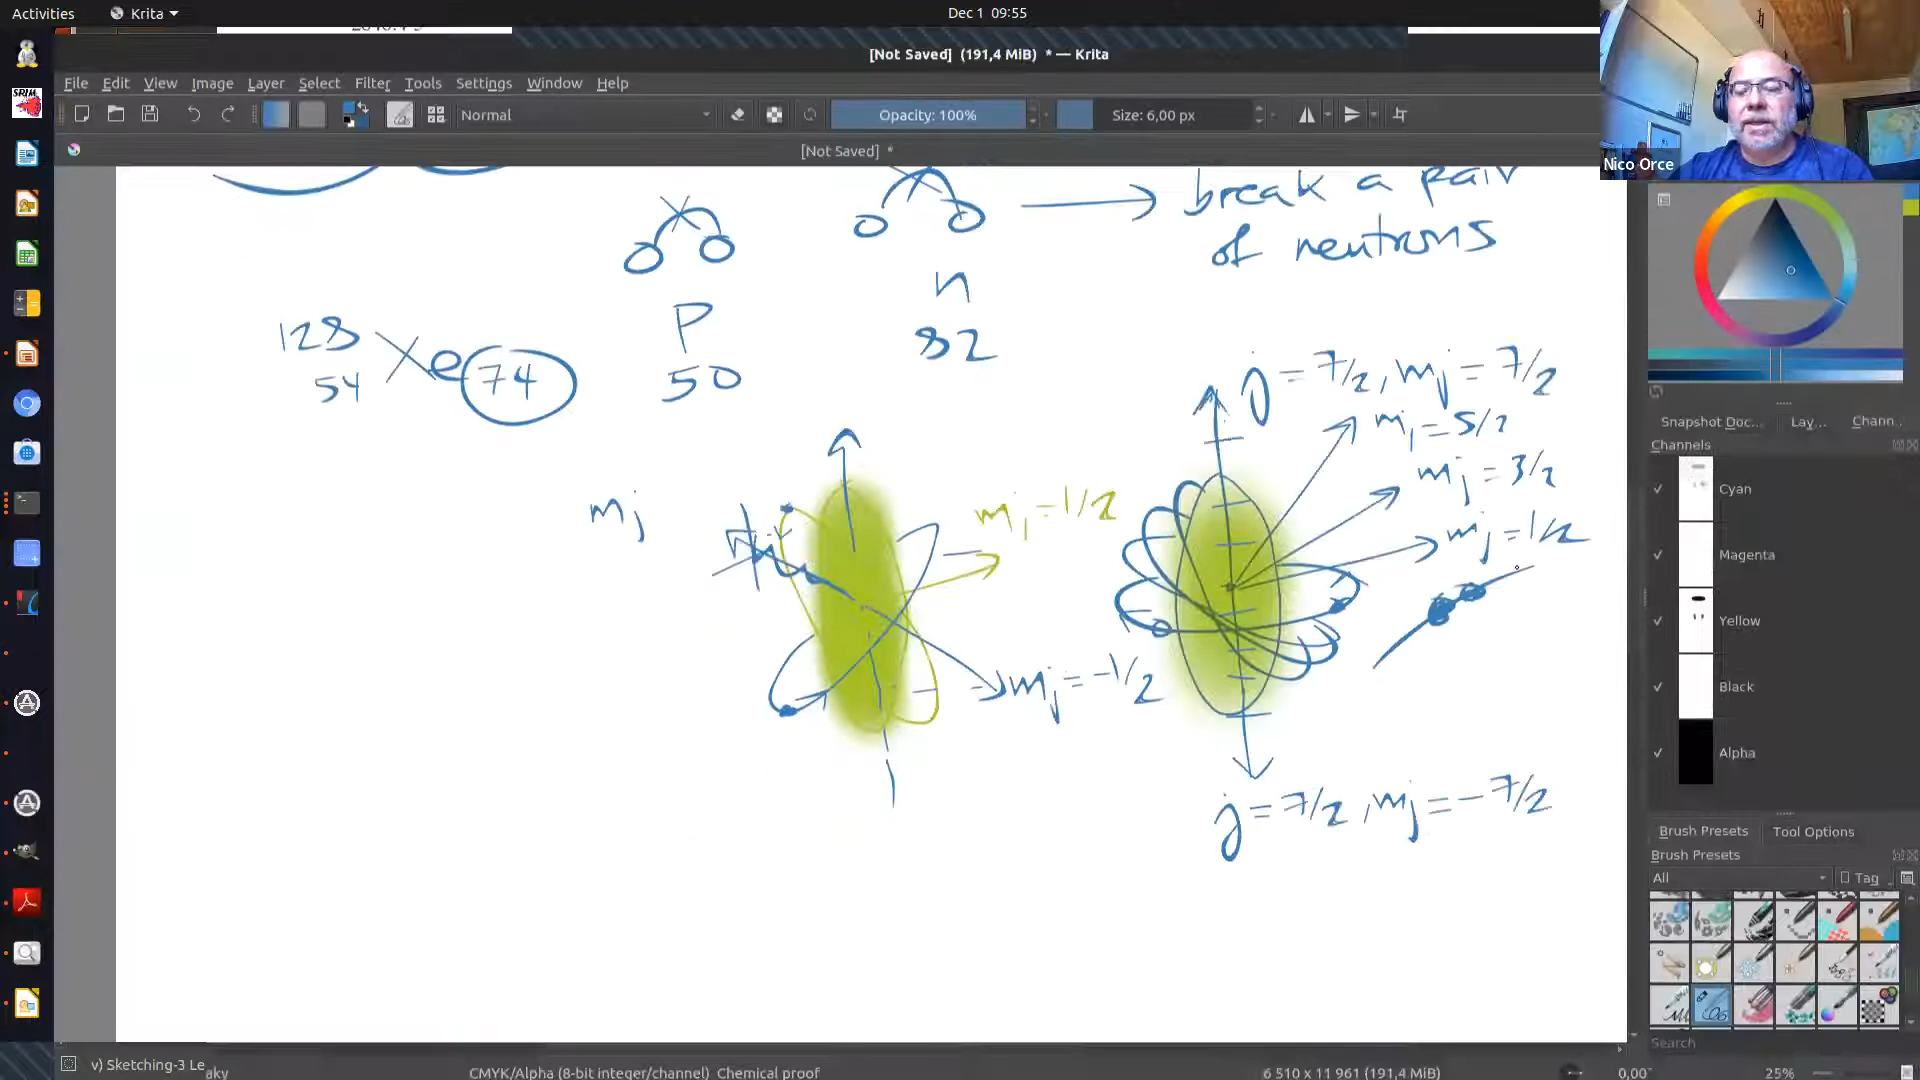 Activities
Krita
Dec 1 09:55
[Not Saved] (191,4 MiB) * — Krita
File Edit View Image Layer Select Filter Tools Settings Window Help
Normal
Opacity: 100%
Size: 6,00 px
[Not Saved] *
Nico Orce
SRIM
break a pair
of neutrons
n
82
P
50
128
54 Xe 74
j = 7/2, mj = 7/2
mj = 5/2
mj = 3/2
mj = 1/2
mj
mj = 1/2
mj = -1/2
j = 7/2, mj = - 7/2
Snapshot Doc... Lay... Chann
Channels
Cyan
Magenta
Yellow
Black
Alpha
Brush Presets Tool Options
Brush Presets
All
Tag
Search
v) Sketching-3 Le
aky
CMYK/Alpha (8-bit integer/channel) Chemical proof
6 510 x 11 961 (191,4 MiB)
0,00
25%